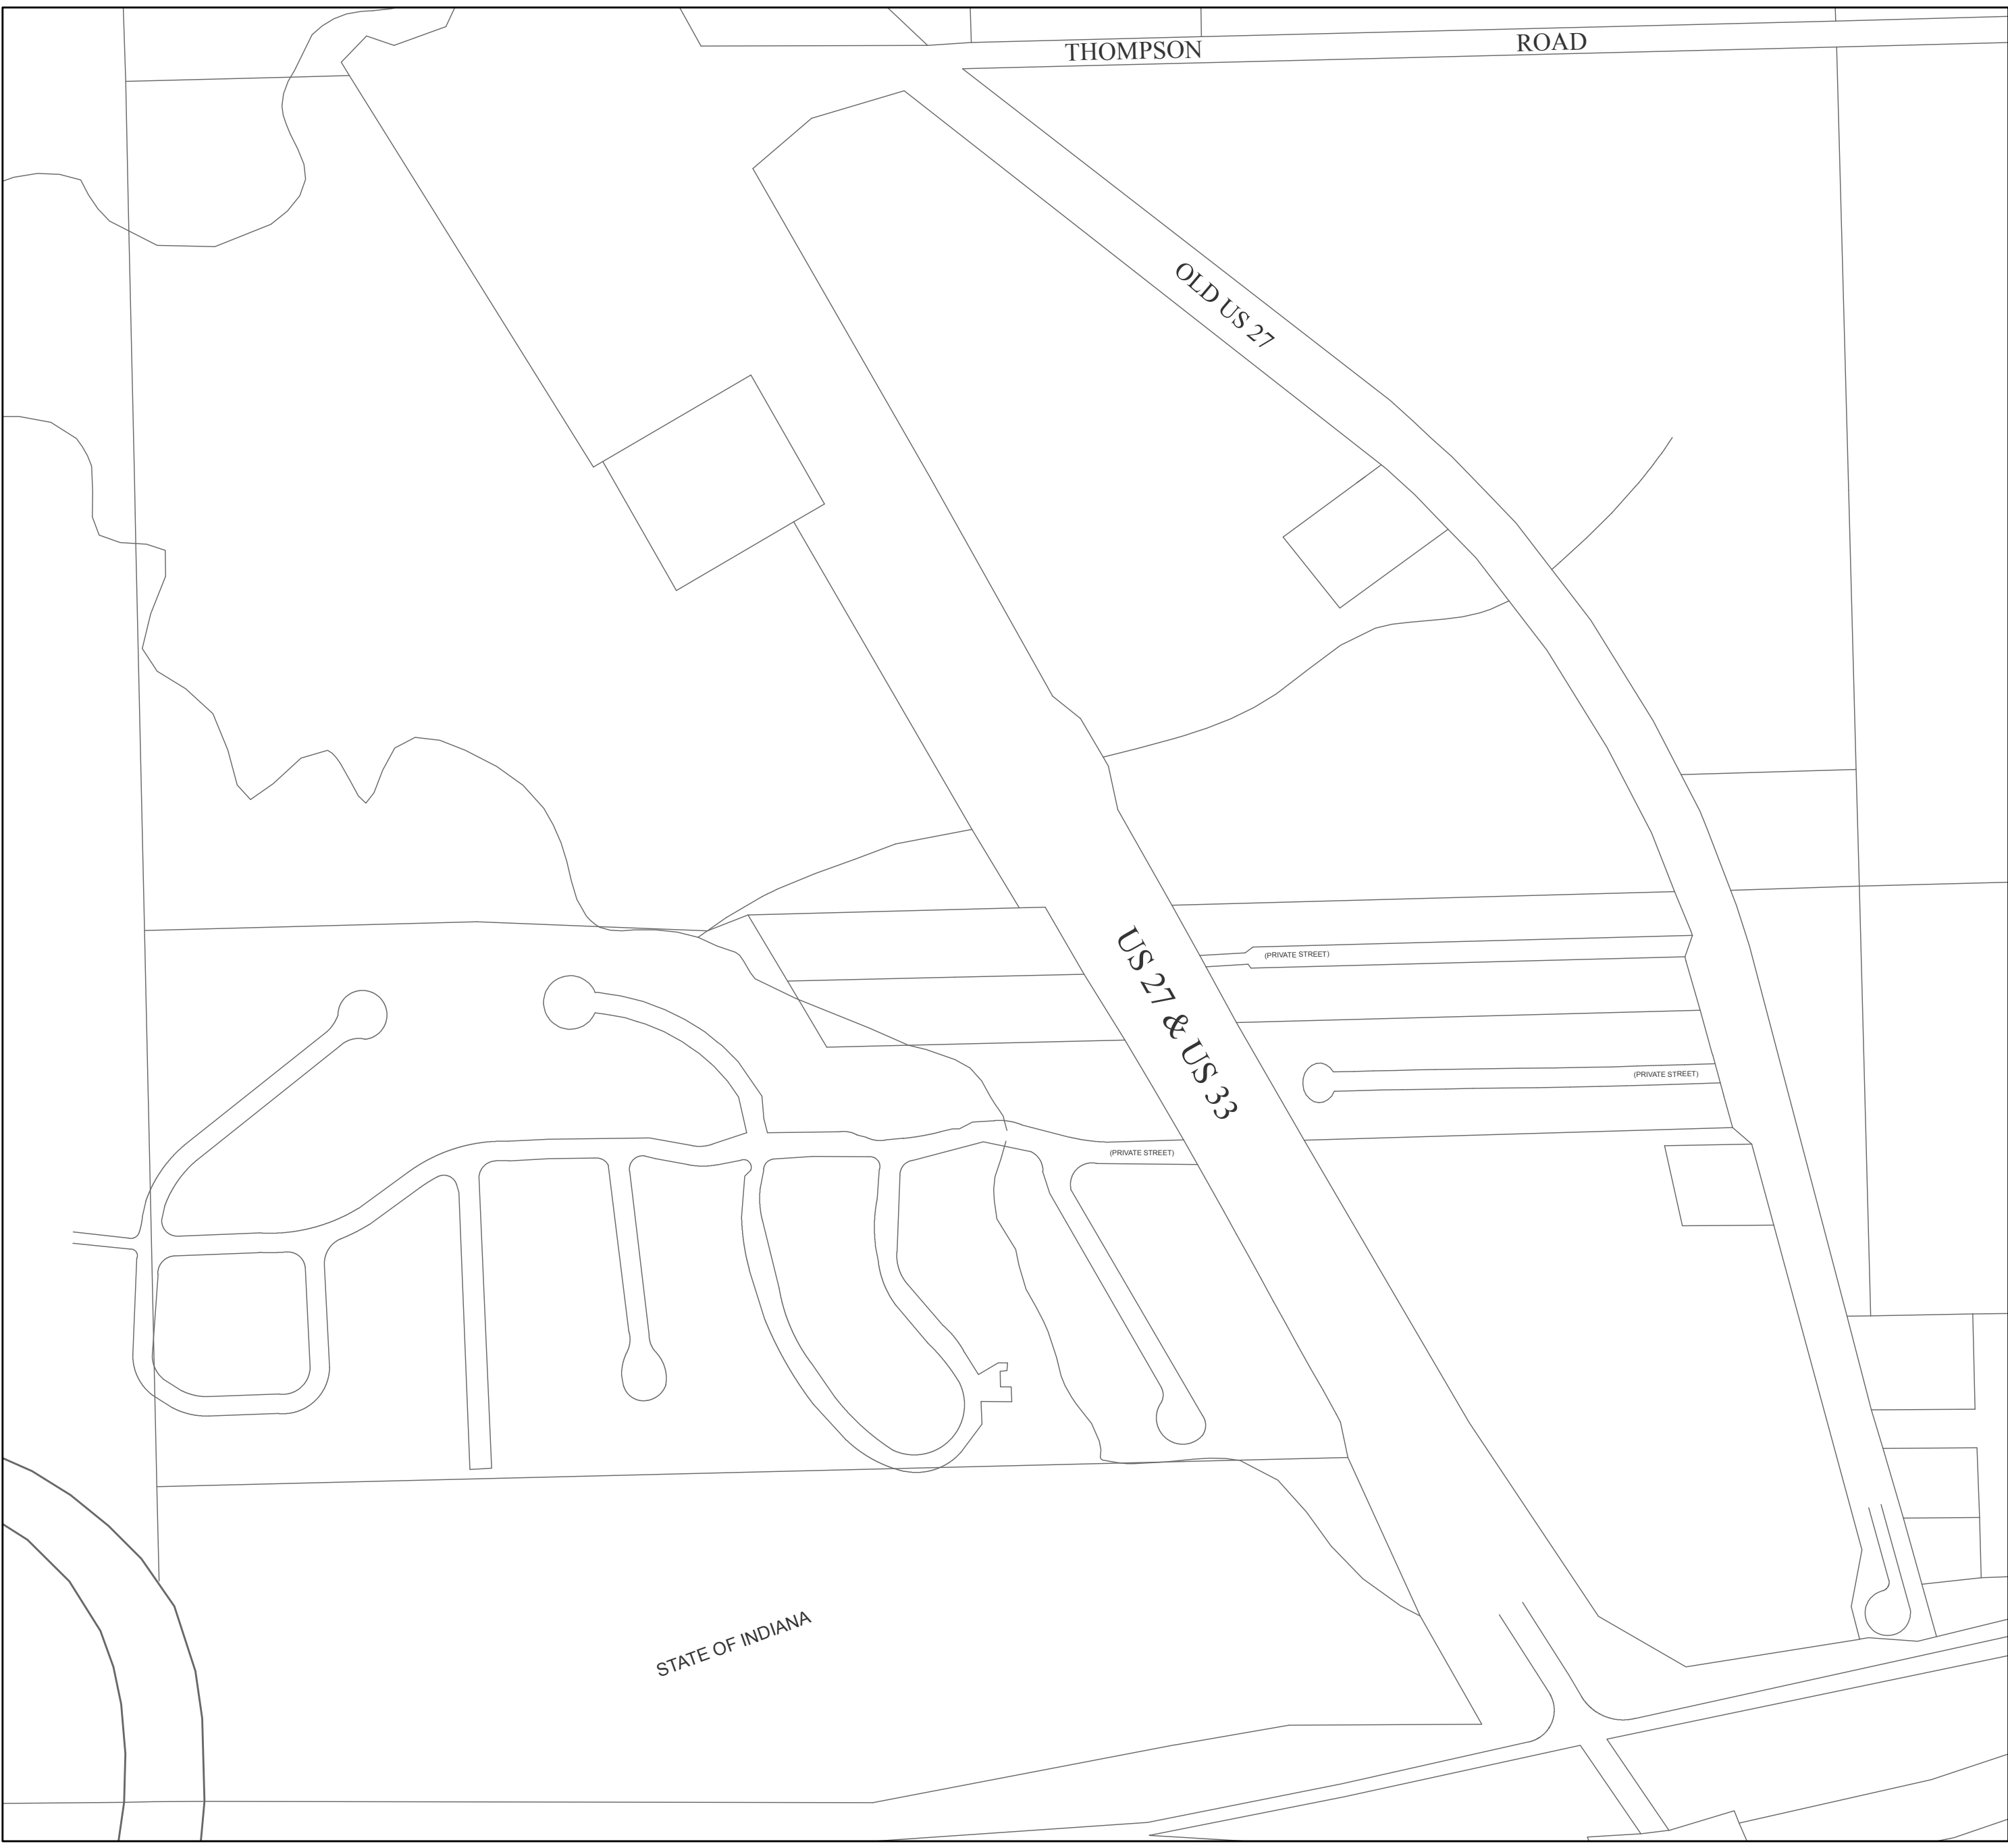 THOMPSON ROAD
OLD US 27
US 27 & US 33
(PRIVATE STREET)
(PRIVATE STREET)
(PRIVATE STREET)
STATE OF INDIANA